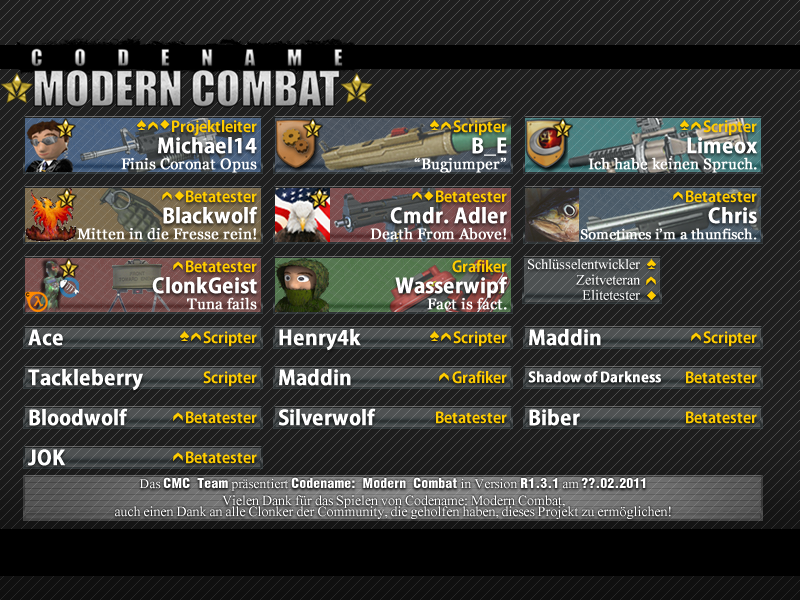 CODENAME
MODERN COMBAT
Projektleiter
Michael14
Finis Coronat Opus
Scripter
B_E
“Bugjumper”
Scripter
Limeox
Ich habe keinen Spruch.
Betatester
Blackwolf
Mitten in die Fresse rein!
Betatester
Cmdr. Adler
Death From Above!
Betatester
Chris
Sometimes i’m a thunfisch.
Betatester
ClonkGeist
Tuna fails
Grafiker
Wasserwipf
Fact is fact.
Schlüsselentwickler
Zeitveteran
Elitetester
Ace Scripter
Henry4k Scripter
Maddin Scripter
Tackleberry Scripter
Maddin Grafiker
Shadow of Darkness Betatester
Bloodwolf Betatester
Silverwolf Betatester
Biber Betatester
JOK Betatester
Das CMC Team präsentiert Codename: Modern Combat in Version R1.3.1 am ??.02.2011
Vielen Dank für das Spielen von Codename: Modern Combat,
auch einen Dank an alle Clonker der Community, die geholfen haben, dieses Projekt zu ermöglichen!